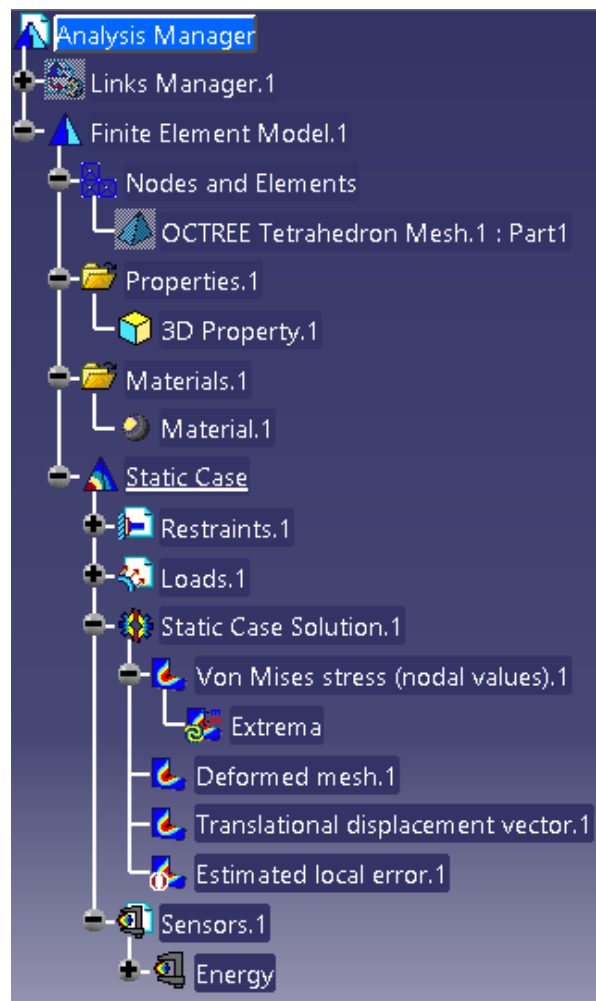 Analysis Manager
Links Manager.1
Finite Element Model.1
Nodes and Elements
OCTREE Tetrahedron Mesh.1 : Part1
Properties.1
3D Property.1
Materials.1
Material.1
Static Case
Restraints.1
Loads.1
Static Case Solution.1
Von Mises stress (nodal values).1
Extrema
Deformed mesh.1
Translational displacement vector.1
Estimated local error.1
Sensors.1
Energy